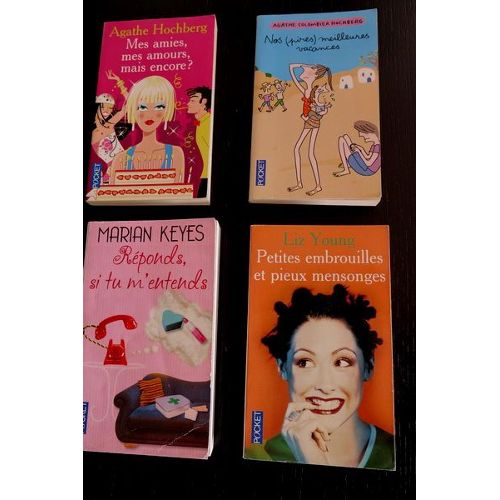 Agathe Hochberg
Mes amies,
mes amours,
mais encore ?
POCKET
AGATHE COLOMBIER HOCHBERG
Nos (pires) meilleures
vacances
POCKET
MARIAN KEYES
Réponds,
si tu m'entends
POCKET
Liz Young
Petites embrouilles
et pieux mensonges
POCKET